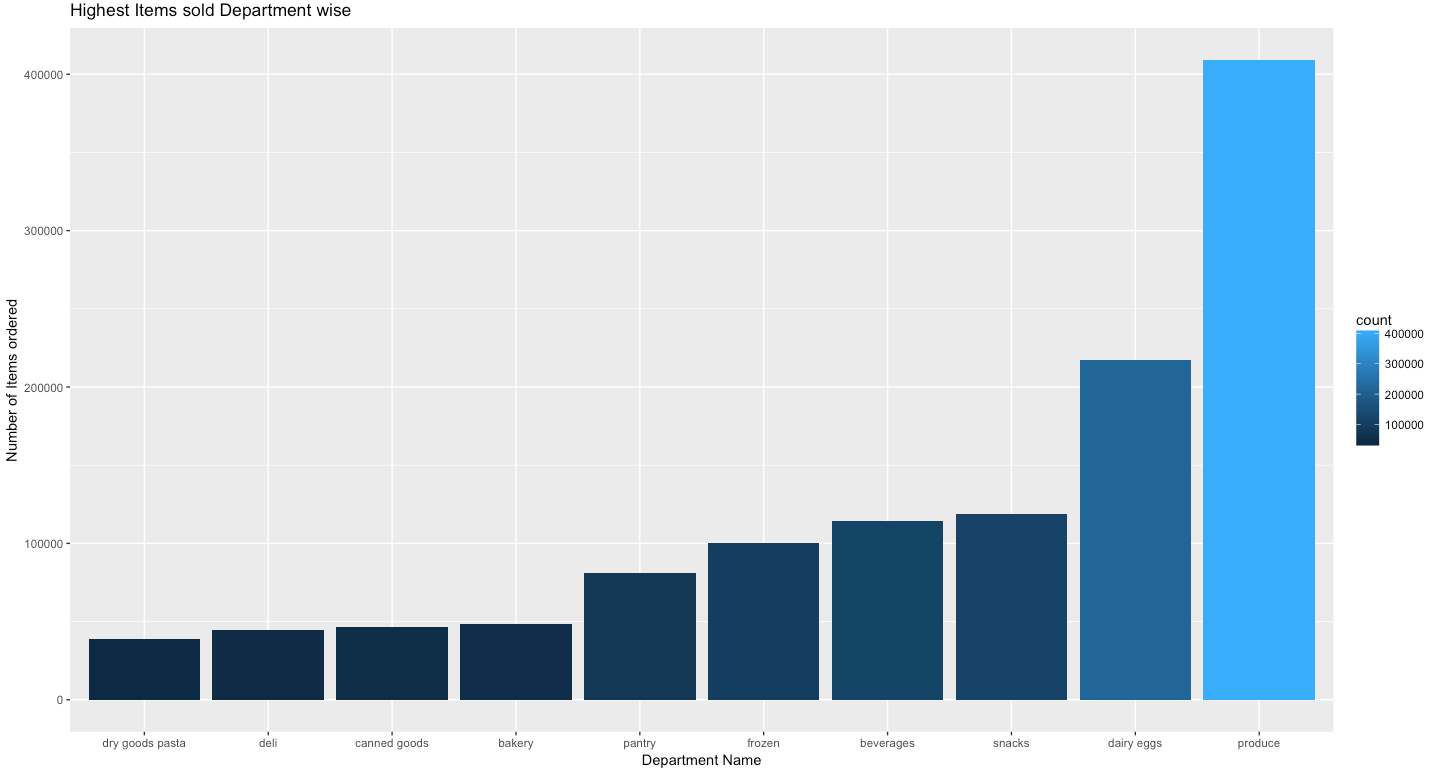 Highest Items sold Department wise
Number of Items ordered
400000
300000
200000
100000
0
dry goods pasta
deli
canned goods
bakery
pantry
frozen
beverages
snacks
dairy eggs
produce
Department Name
count
400000
300000
200000
100000